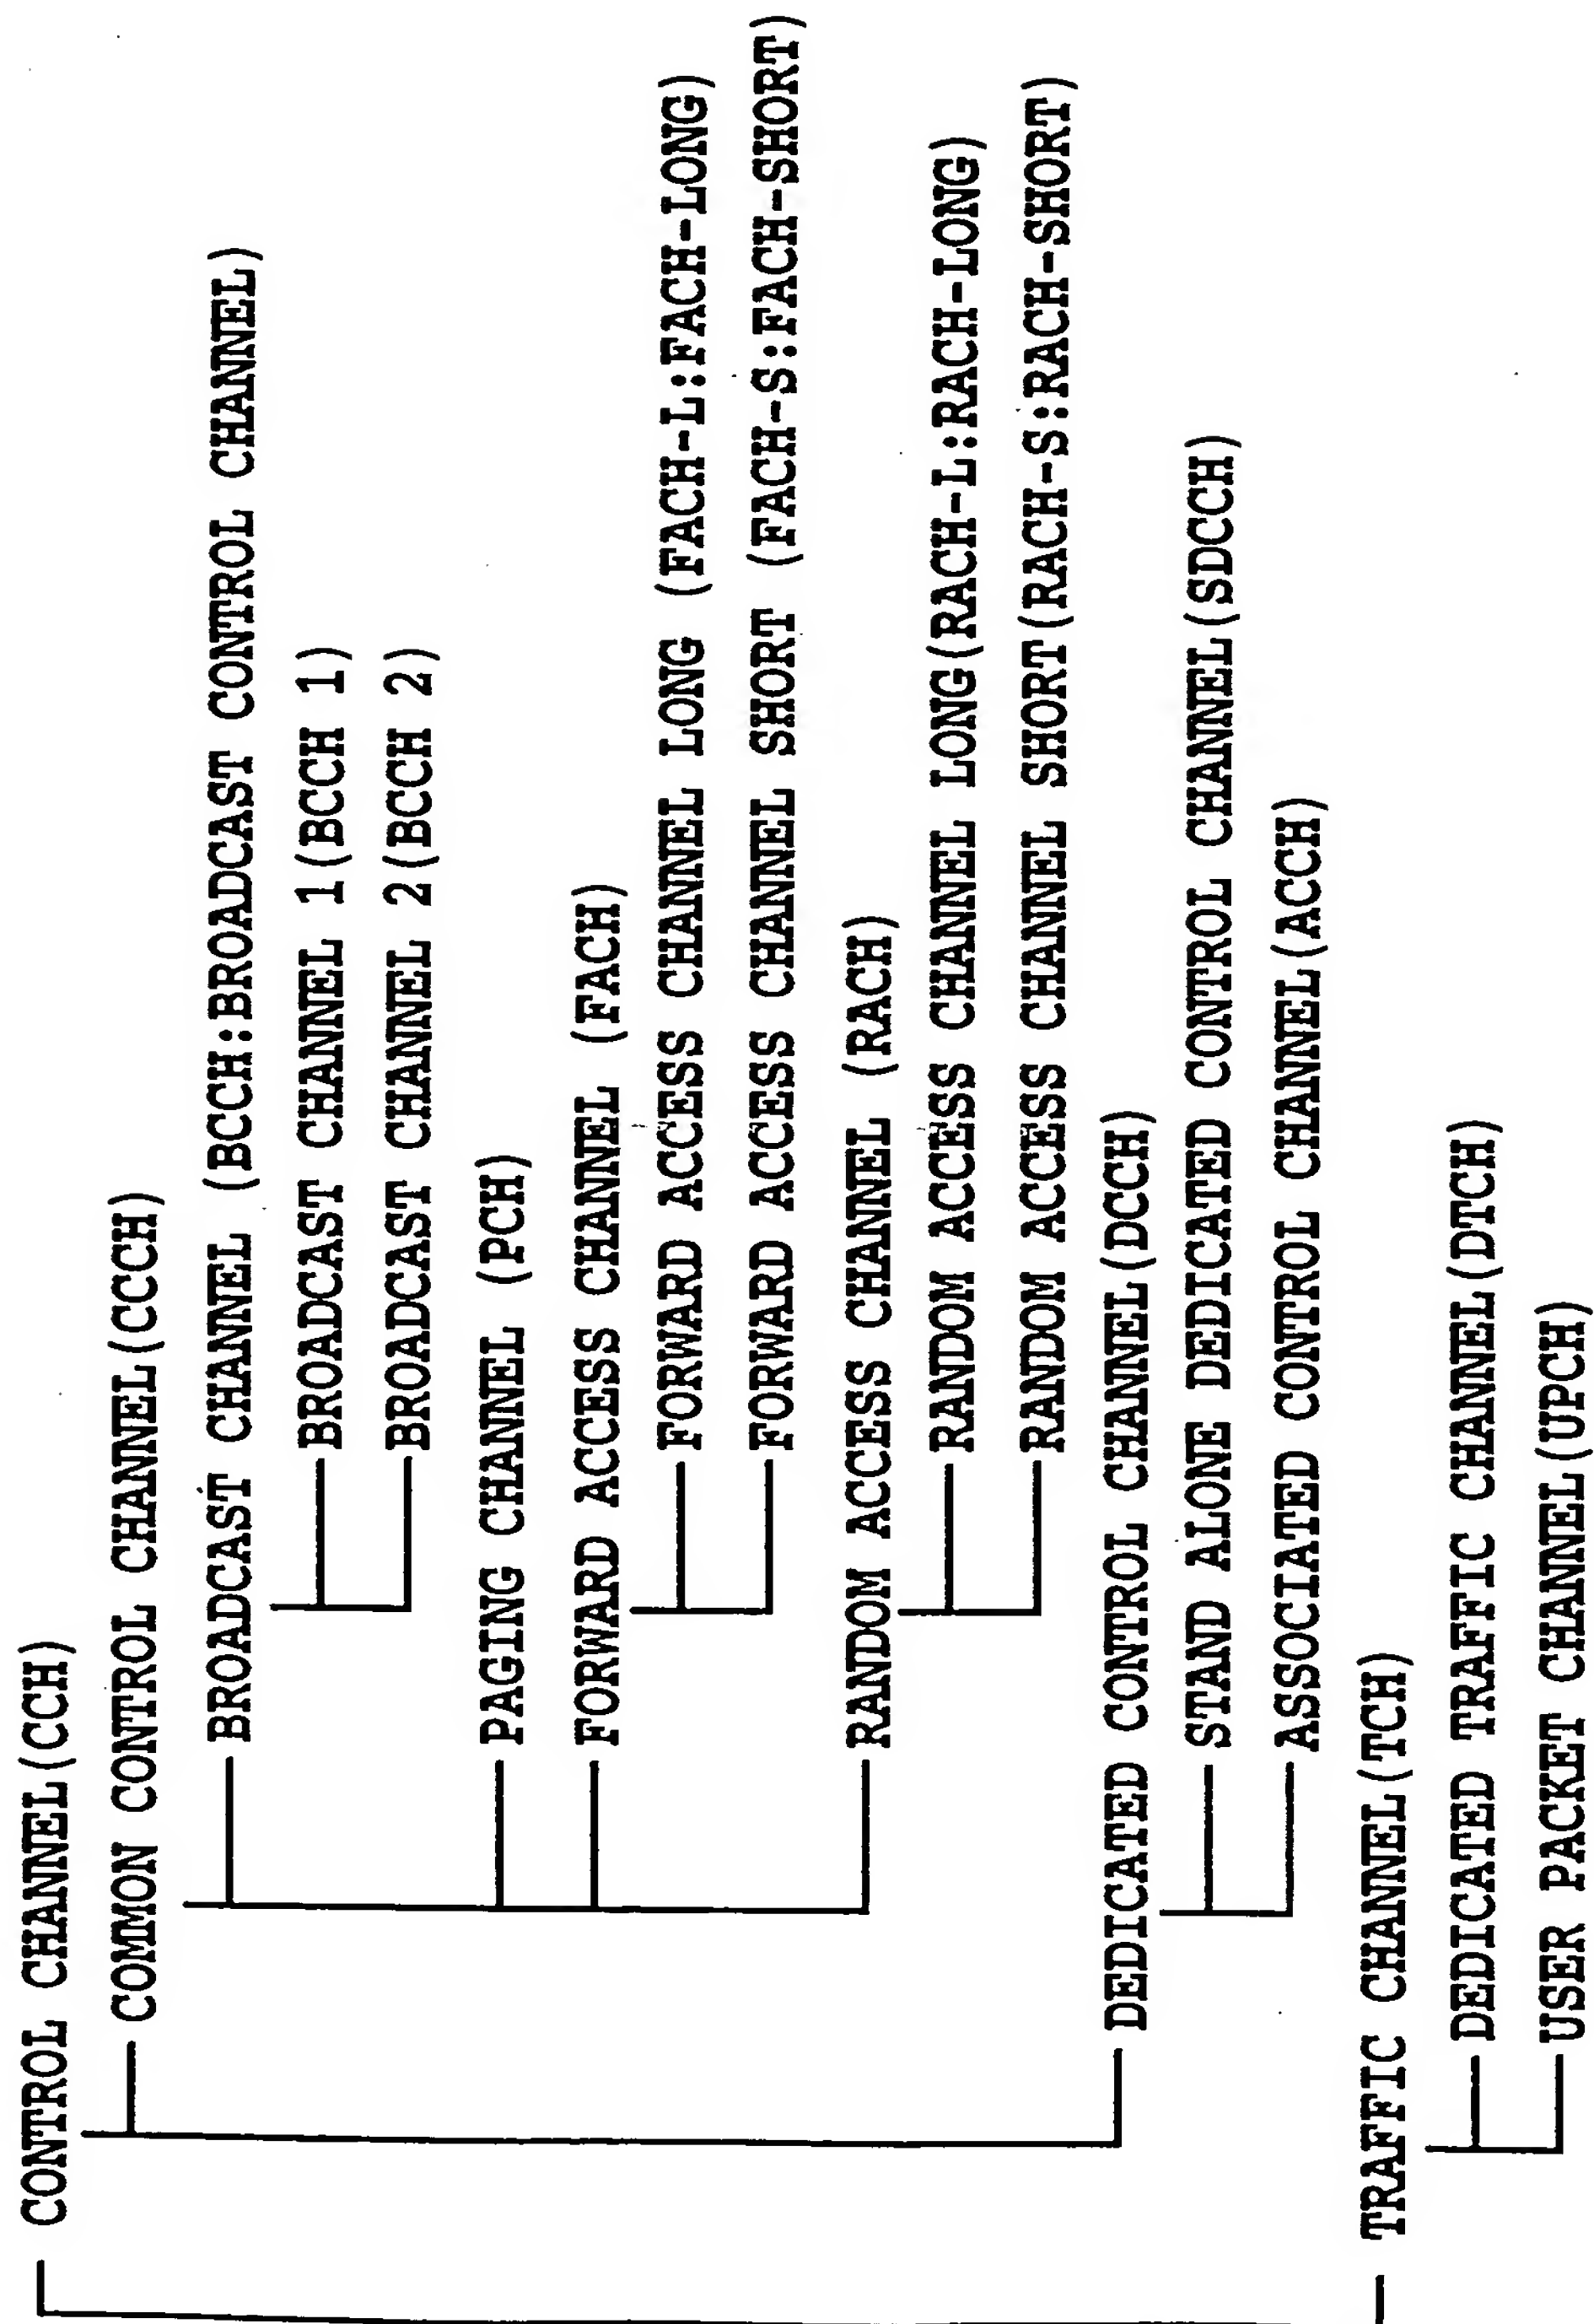 CONTROL CHANNEL(CCH)
COMMON CONTROL CHANNEL(CCCH)
BROADCAST CHANNEL (BCCH:BROADCAST CONTROL CHANNEL)
BROADCAST CHANNEL 1(BCCH 1)
BROADCAST CHANNEL 2(BCCH 2)
PAGING CHANNEL (PCH)
FORWARD ACCESS CHANNEL (FACH)
FORWARD ACCESS CHANNEL LONG (FACH-L:FACH-LONG)
FORWARD ACCESS CHANNEL SHORT (FACH-S:FACH-SHORT)
RANDOM ACCESS CHANNEL (RACH)
RANDOM ACCESS CHANNEL LONG(RACH-L:RACH-LONG)
RANDOM ACCESS CHANNEL SHORT(RACH-S:RACH-SHORT)
DEDICATED CONTROL CHANNEL(DCCH)
STAND ALONE DEDICATED CONTROL CHANNEL(SDCCH)
ASSOCIATED CONTROL CHANNEL(ACCH)
TRAFFIC CHANNEL(TCH)
DEDICATED TRAFFIC CHANNEL(DTCH)
USER PACKET CHANNEL(UPCH)